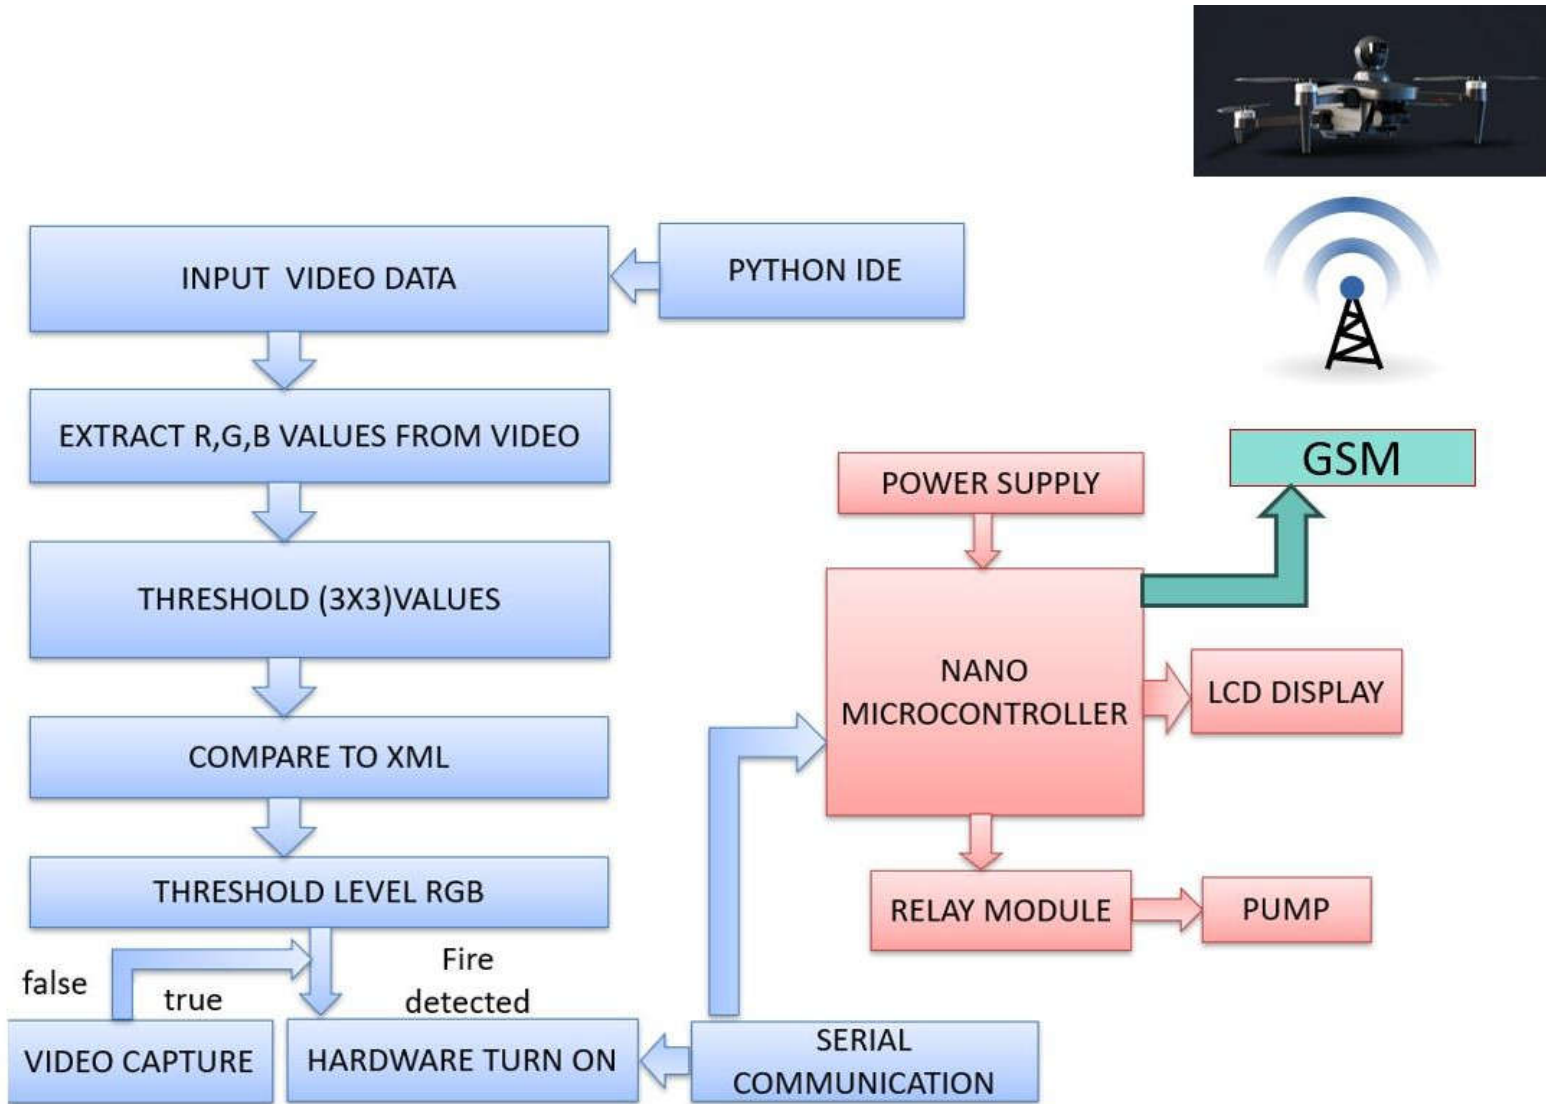 INPUT  VIDEO DATA
PYTHON IDE
EXTRACT R,G,B VALUES FROM VIDEO
THRESHOLD (3X3)VALUES
COMPARE TO XML
THRESHOLD LEVEL RGB
false
true
Fire
detected
VIDEO CAPTURE
HARDWARE TURN ON
SERIAL
COMMUNICATION
POWER SUPPLY
GSM
NANO
MICROCONTROLLER
LCD DISPLAY
RELAY MODULE
PUMP